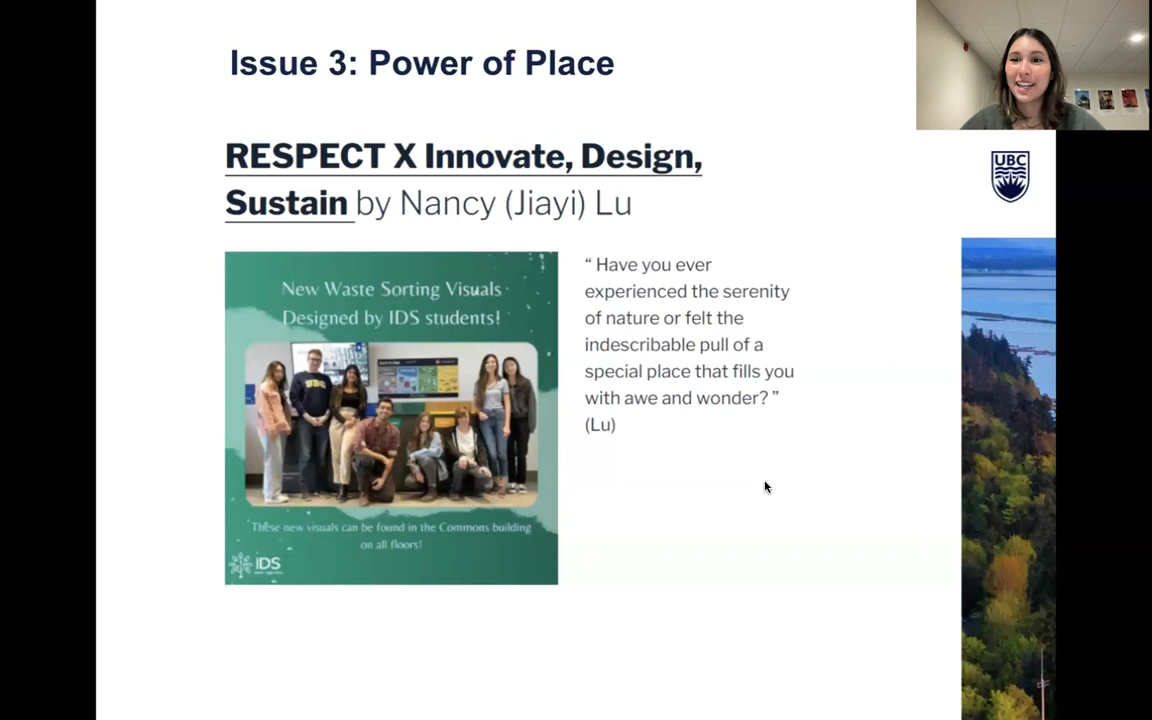 Issue 3: Power of Place
RESPECT X Innovate, Design,
Sustain by Nancy (Jiayi) Lu
UBC
New Waste Sorting Visuals
Designed by IDS students!
UBC
These new visuals can be found in the Commons building
on all floors!
IDS
“ Have you ever
experienced the serenity
of nature or felt the
indescribable pull of a
special place that fills you
with awe and wonder? ”
(Lu)